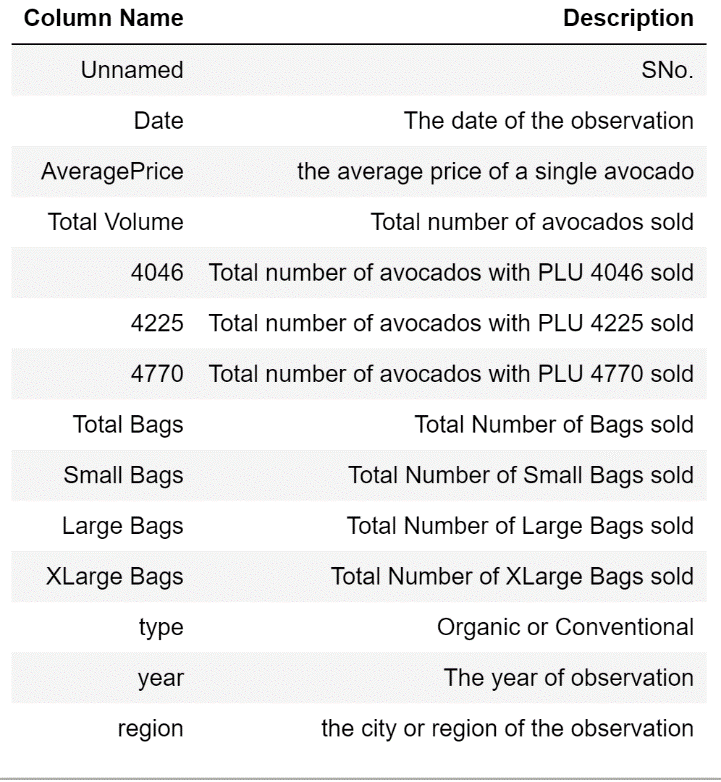 Column Name Description
Unnamed SNo.
Date The date of the observation
AveragePrice the average price of a single avocado
Total Volume Total number of avocados sold
4046 Total number of avocados with PLU 4046 sold
4225 Total number of avocados with PLU 4225 sold
4770 Total number of avocados with PLU 4770 sold
Total Bags Total Number of Bags sold
Small Bags Total Number of Small Bags sold
Large Bags Total Number of Large Bags sold
XLarge Bags Total Number of XLarge Bags sold
type Organic or Conventional
year The year of observation
region the city or region of the observation